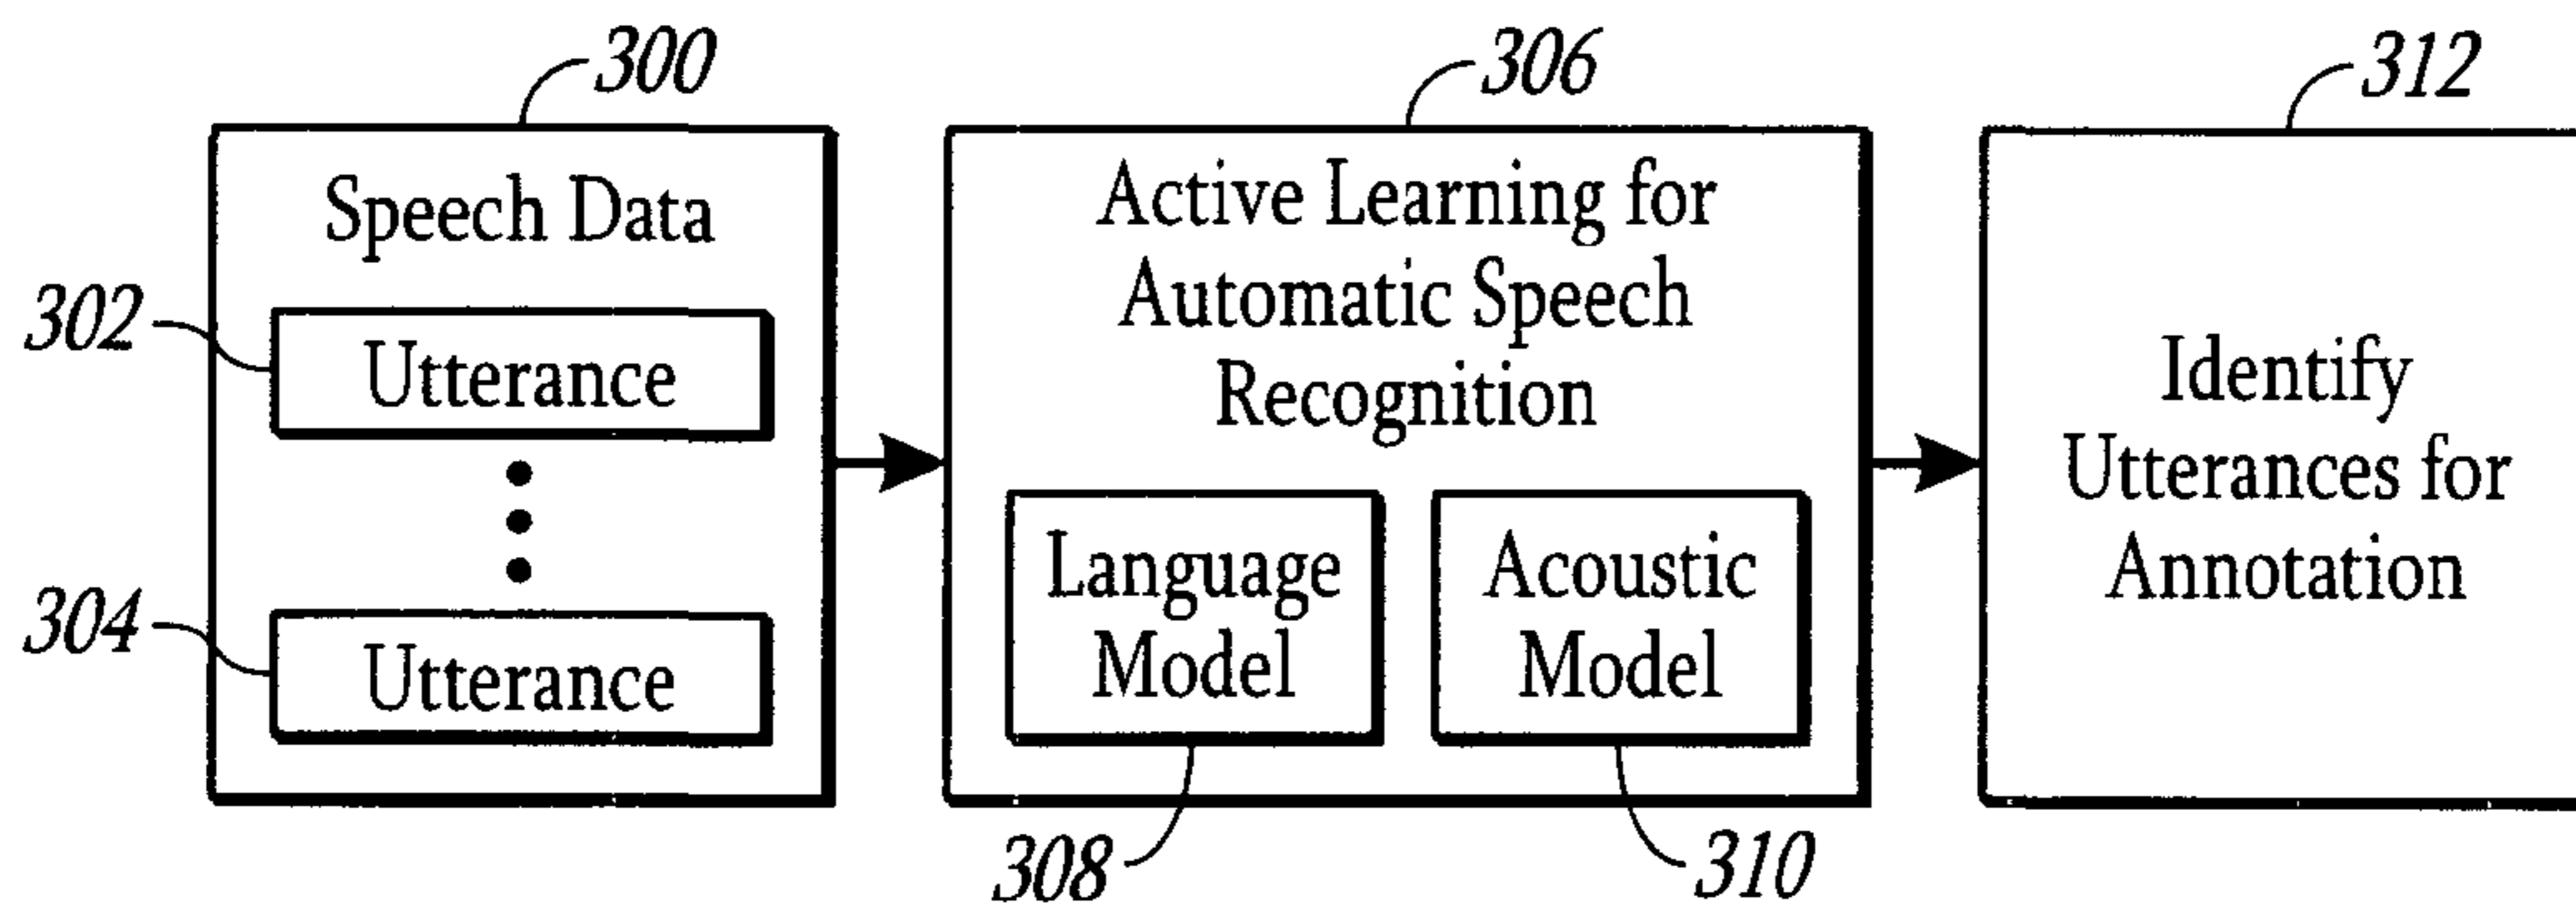 300
306
312
Speech Data
302
Utterance
304
Utterance
Active Learning for
Automatic Speech
Recognition
Language
Model
Acoustic
Model
308
310
Identify
Utterances for
Annotation